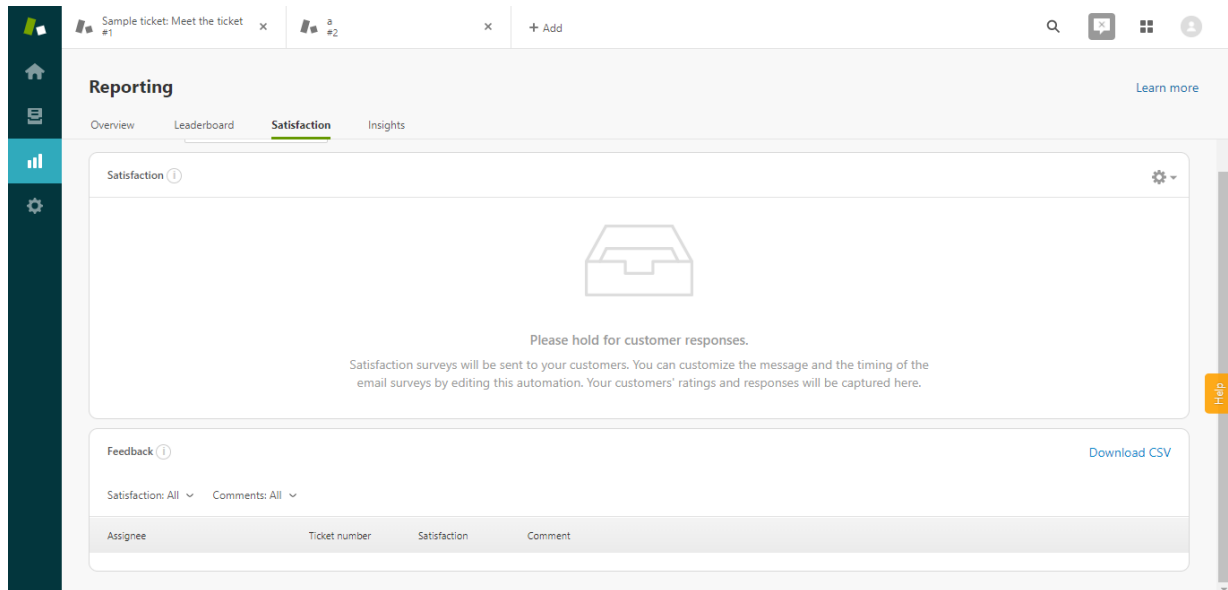 Sample ticket: Meet the ticket
#1
a
#2
+ Add
Reporting
Learn more
Overview Leaderboard Satisfaction Insights
Satisfaction
Please hold for customer responses.
Satisfaction surveys will be sent to your customers. You can customize the message and the timing of the
email surveys by editing this automation. Your customers' ratings and responses will be captured here.
Help
Feedback
Download CSV
Satisfaction: All Comments: All
Assignee Ticket number Satisfaction Comment